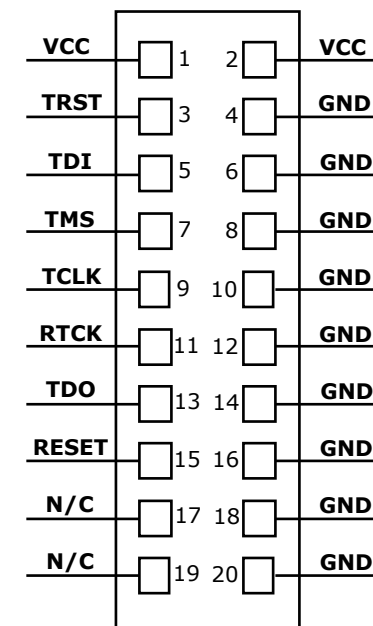 VCC 1 2 VCC
TRST 3 4 GND
TDI 5 6 GND
TMS 7 8 GND
TCLK 9 10 GND
RTCK 11 12 GND
TDO 13 14 GND
RESET 15 16 GND
N/C 17 18 GND
N/C 19 20 GND